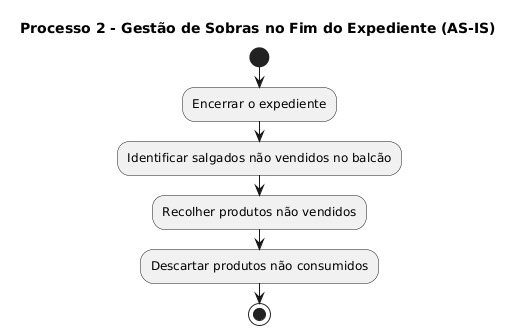 Processo 2 - Gestão de Sobras no Fim do Expediente (AS-IS)
Encerrar o expediente
Identificar salgados não vendidos no balcão
Recolher produtos não vendidos
Descartar produtos não consumidos